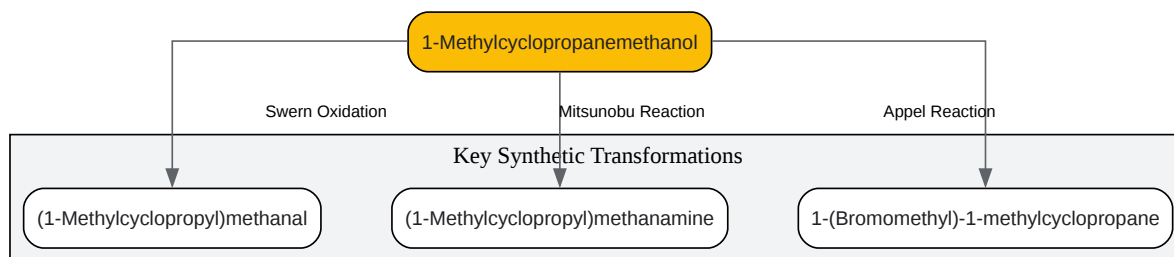 1-Methylcyclopropanemethanol
Swern Oxidation
Mitsunobu Reaction
Appel Reaction
Key Synthetic Transformations
(1-Methylcyclopropyl)methanal
(1-Methylcyclopropyl)methanamine
1-(Bromomethyl)-1-methylcyclopropane